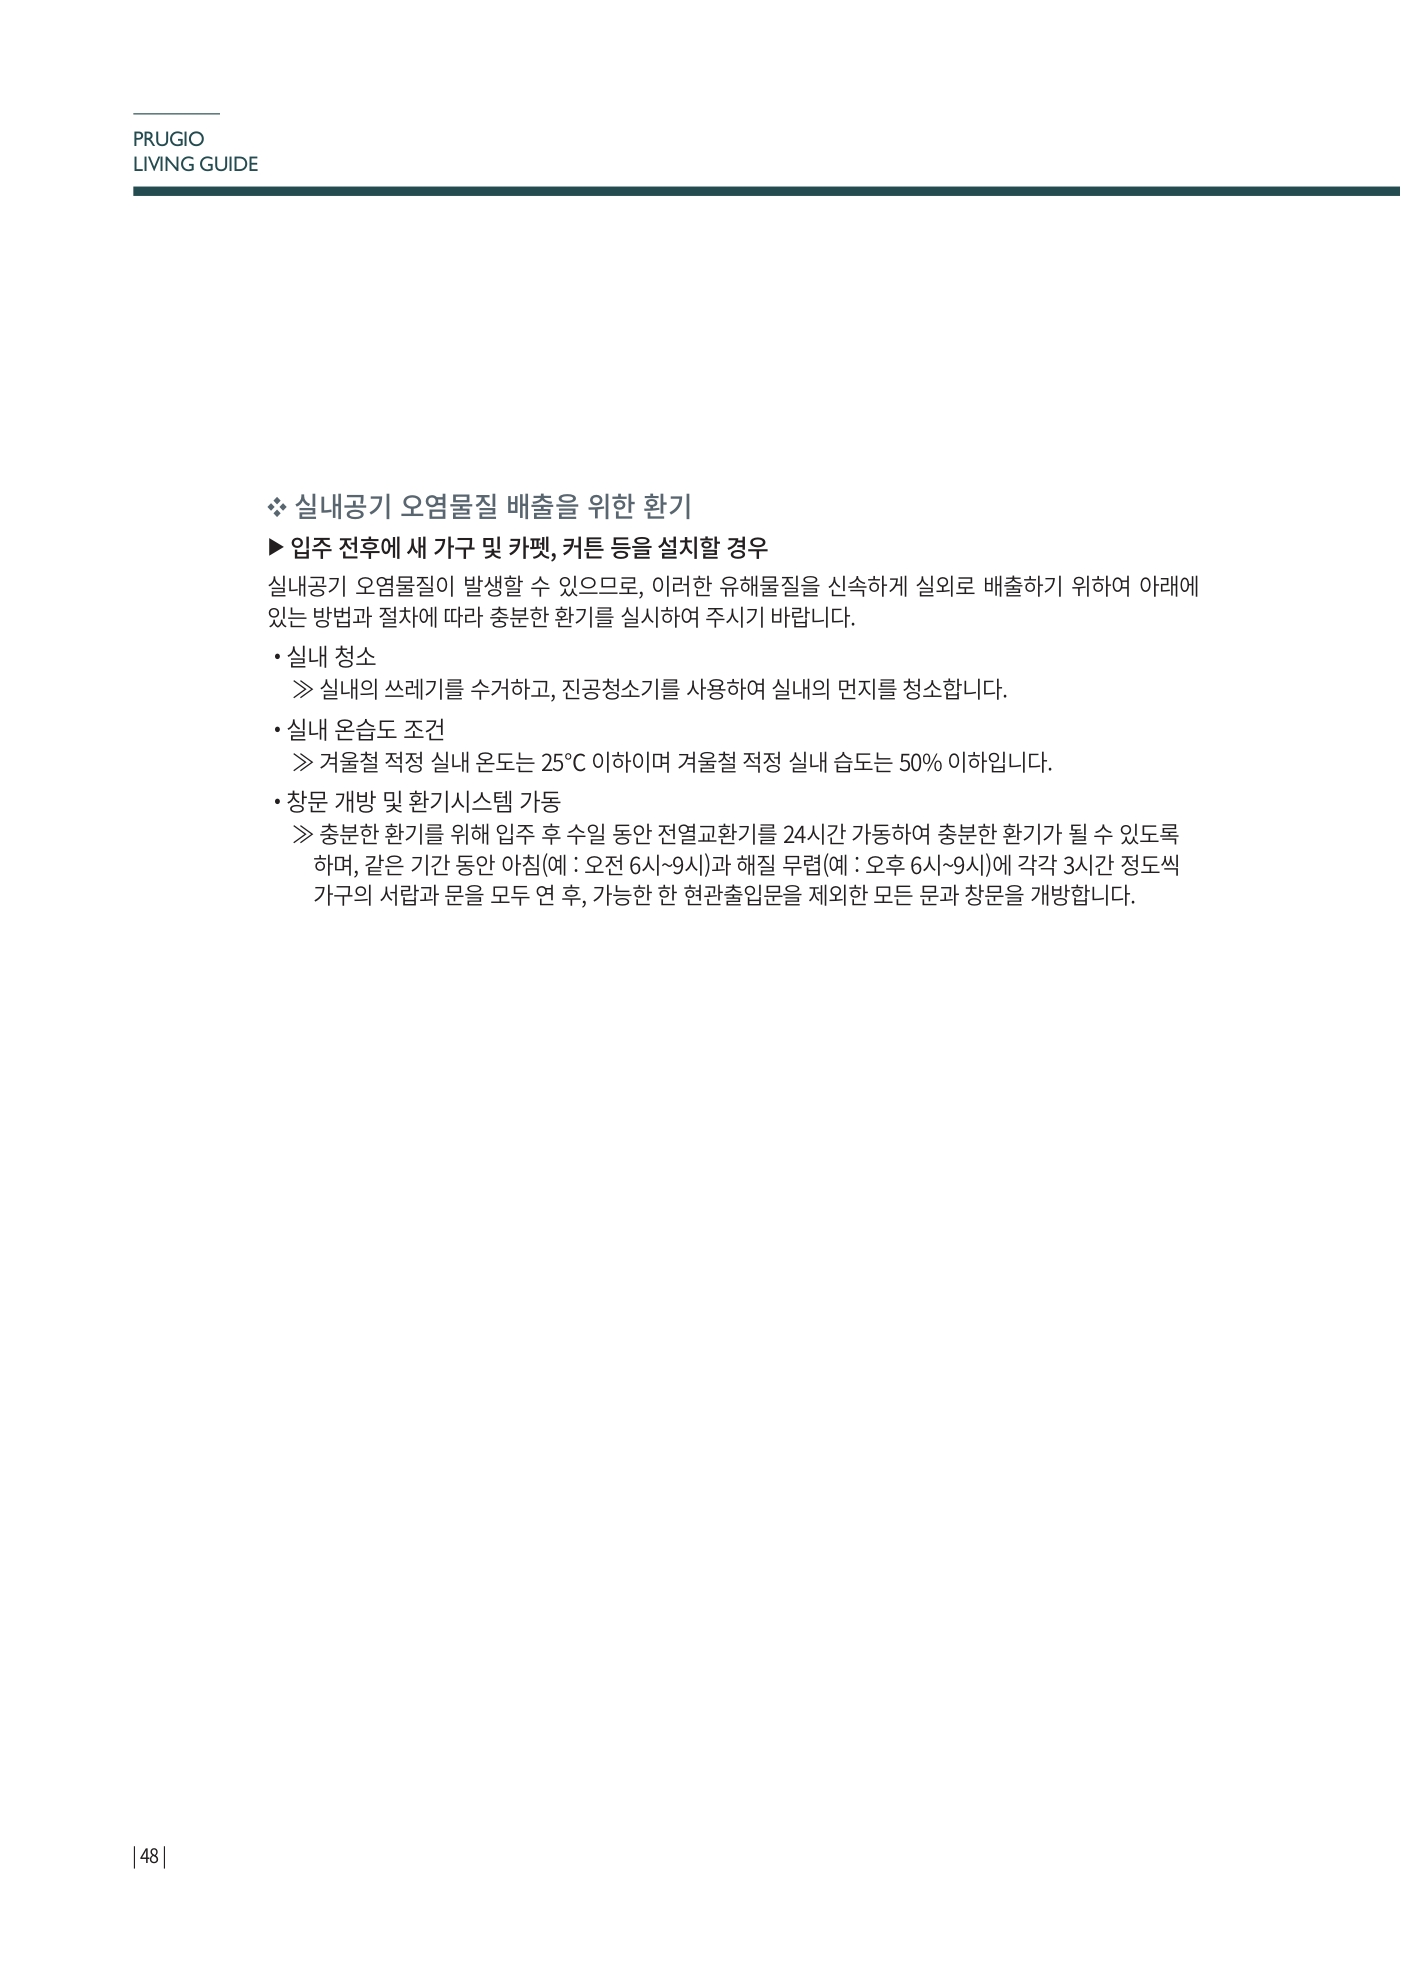 PRUGIO
LIVING GUIDE
❖ 실내공기 오염물질 배출을 위한 환기
▶ 입주 전후에 새 가구 및 카펫, 커튼 등을 설치할 경우
실내공기 오염물질이 발생할 수 있으므로, 이러한 유해물질을 신속하게 실외로 배출하기 위하여 아래에
있는 방법과 절차에 따라 충분한 환기를 실시하여 주시기 바랍니다.
• 실내 청소
≫ 실내의 쓰레기를 수거하고, 진공청소기를 사용하여 실내의 먼지를 청소합니다.
• 실내 온습도 조건
≫ 겨울철 적정 실내 온도는 25℃ 이하이며 겨울철 적정 실내 습도는 50% 이하입니다.
• 창문 개방 및 환기시스템 가동
≫ 충분한 환기를 위해 입주 후 수일 동안 전열교환기를 24시간 가동하여 충분한 환기가 될 수 있도록
하며, 같은 기간 동안 아침(예 : 오전 6시~9시)과 해질 무렵(예 : 오후 6시~9시)에 각각 3시간 정도씩
가구의 서랍과 문을 모두 연 후, 가능한 한 현관출입문을 제외한 모든 문과 창문을 개방합니다.
| 48 |